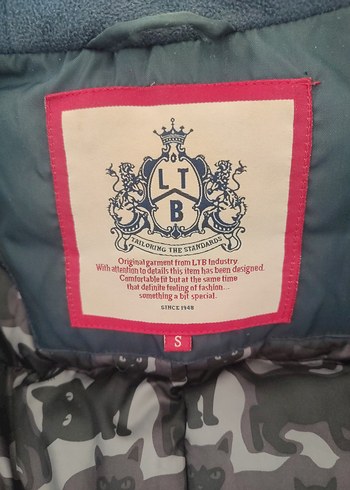 L T
B
TAILORING THE STANDARDS
Original garment from LTB Industry.
With attention to details this item has been designed.
Comfortable fit but at the same time
that definite feeling of fashion...
something a bit special.
SINCE 1948
S